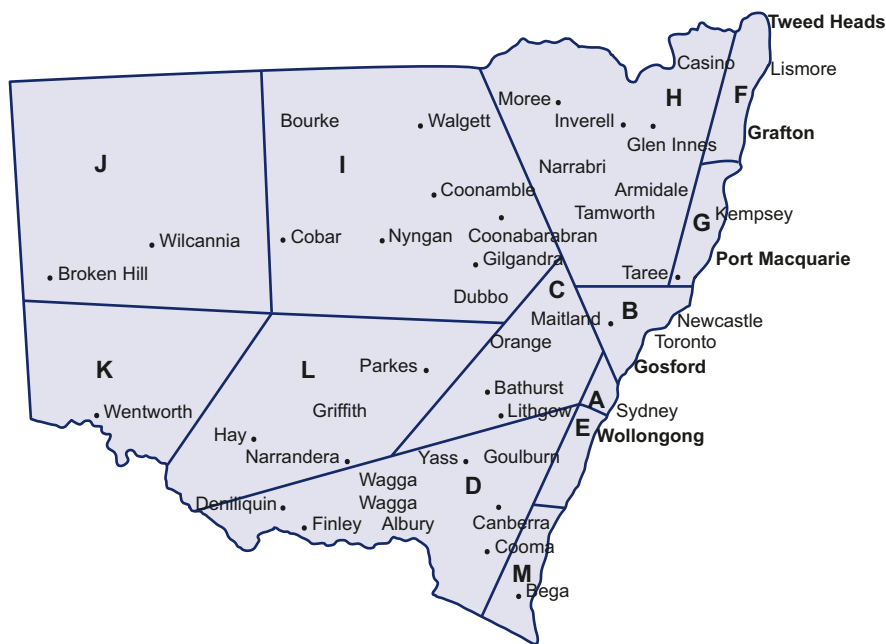 Tweed Heads
Casino
Lismore
H
F
Moree
Bourke
Walgett
Inverell
Grafton
Glen Innes
J
I
Narrabri
Coonamble
Armidale
Tamworth
G
Kempsey
Wilcannia
Cobar
Nyngan
Coonabarabran
Gilgandra
Port Macquarie
Broken Hill
Taree
C
Dubbo
B
Maitland
Newcastle
Orange
Toronto
K
L
Parkes
Gosford
Bathurst
A
Wentworth
Griffith
Lithgow
Sydney
E
Wollongong
Hay
Narrandera
Yass
Goulburn
Wagga
Wagga
D
Deniliquin
Finley
Albury
Canberra
Cooma
M
Bega